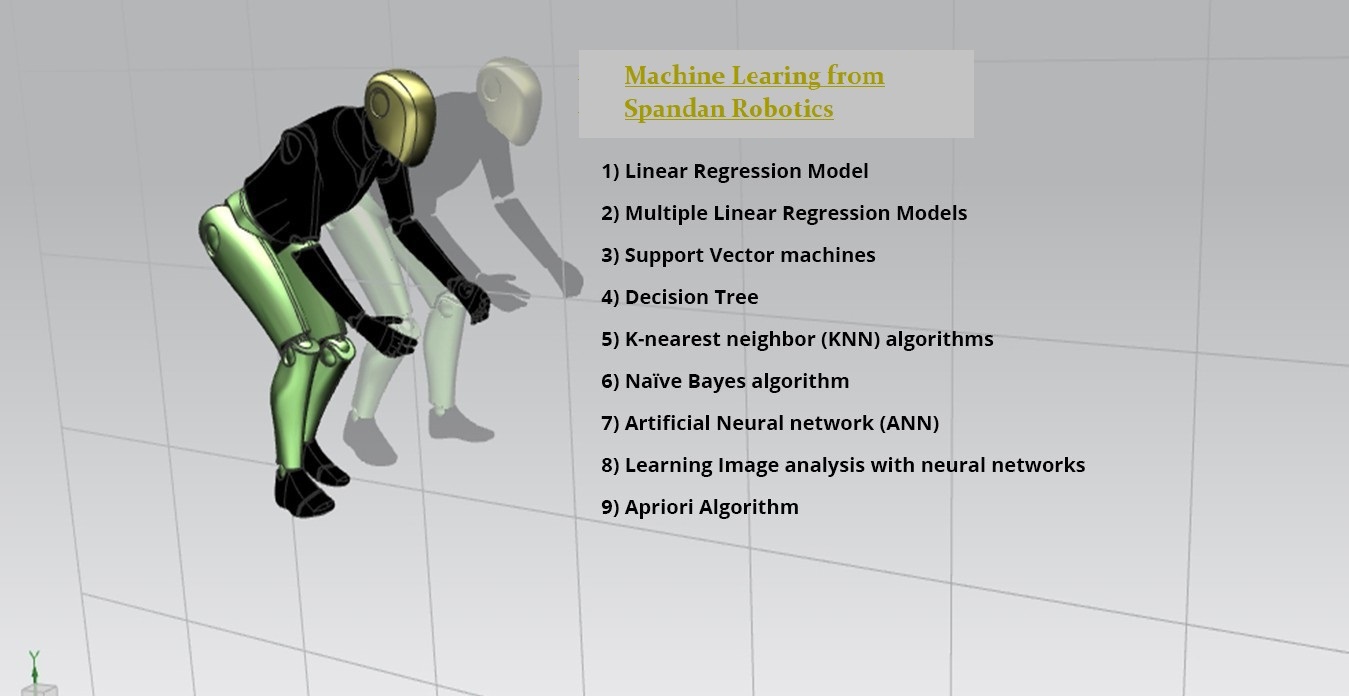 Machine Learing from
Spandan Robotics
1) Linear Regression Model
2) Multiple Linear Regression Models
3) Support Vector machines
4) Decision Tree
5) K-nearest neighbor (KNN) algorithms
6) Naïve Bayes algorithm
7) Artificial Neural network (ANN)
8) Learning Image analysis with neural networks
9) Apriori Algorithm
Y